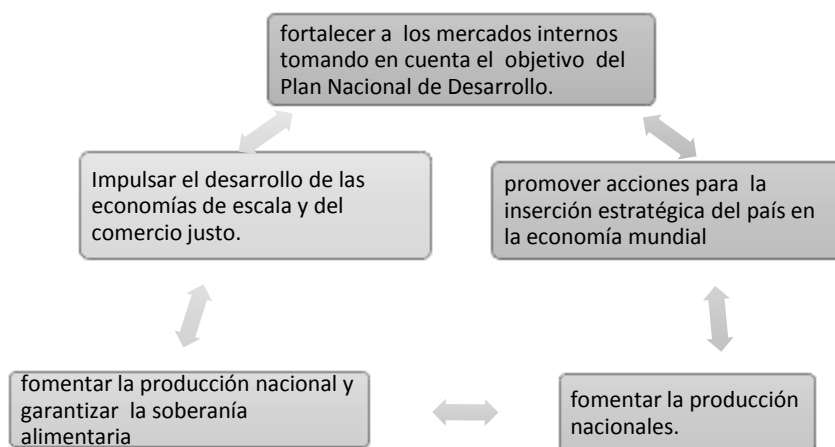 fortalecer a los mercados internos
tomando en cuenta el objetivo del
Plan Nacional de Desarrollo.
Impulsar el desarrollo de las
economías de escala y del
comercio justo.
promover acciones para la
inserción estratégica del país en
la economía mundial
fomentar la producción nacional y
garantizar la soberanía
alimentaria
fomentar la producción
nacionales.